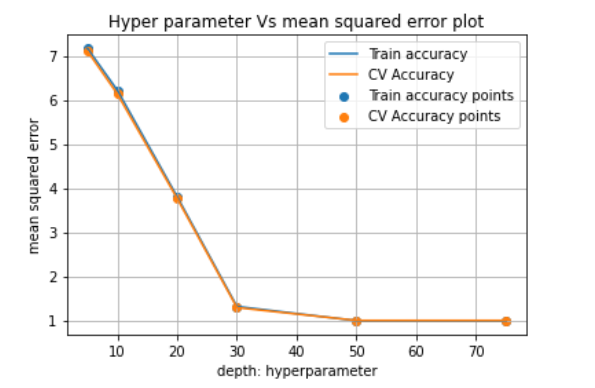 Hyper parameter Vs mean squared error plot
Train accuracy
CV Accuracy
Train accuracy points
CV Accuracy points
mean squared error
7
6
5
4
3
2
1
10 20 30 40 50 60 70
depth: hyperparameter